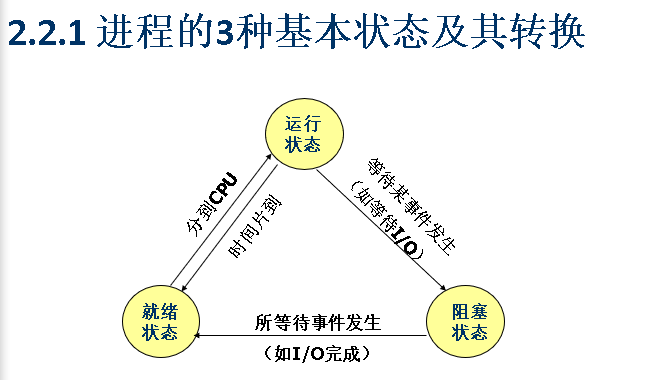 2.2.1 进程的3种基本状态及其转换
运行
状态
分到CPU
时间片到
等待某事件发生
（如等待I/O）
就绪
状态
所等待事件发生
（如I/O完成）
阻塞
状态